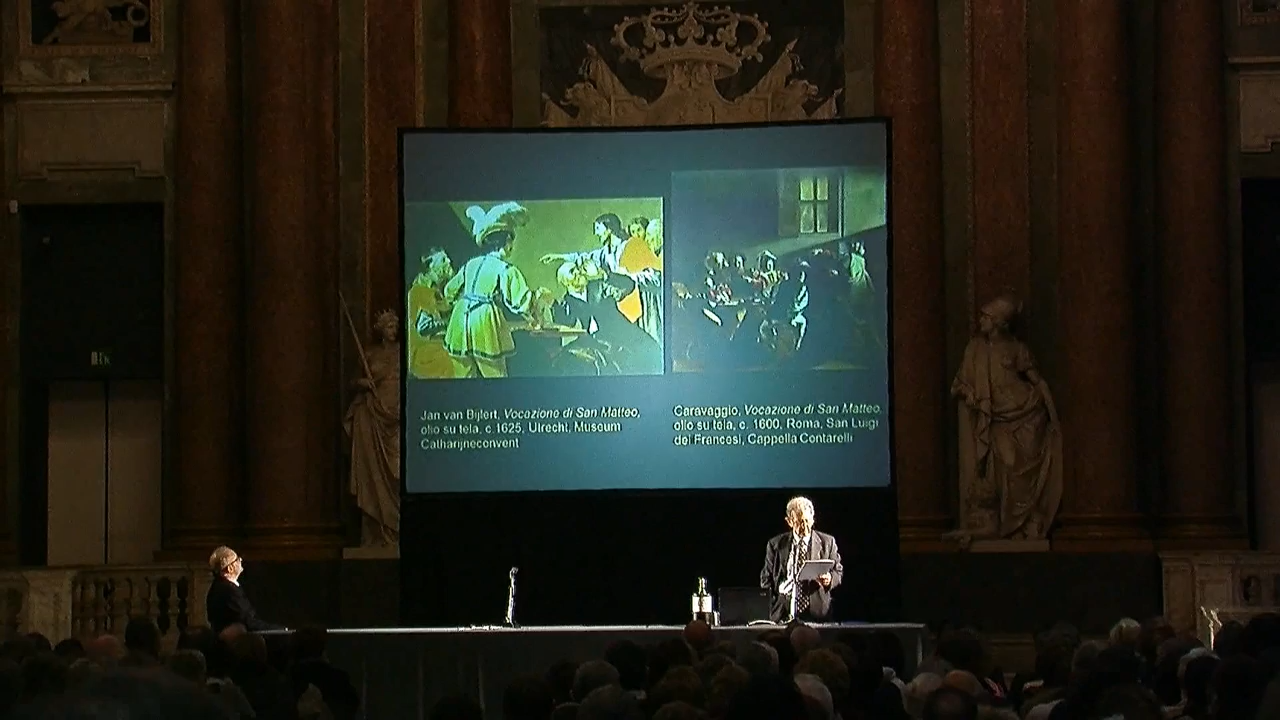 Jan van Bijlert, Vocazione di San Matteo,
olio su tela, c.1625, Utrecht, Museum
Catharijneconvent
Caravaggio, Vocazione di San Matteo,
olio su tela, c. 1600, Roma, San Luigi
dei Francesi, Cappella Contarelli